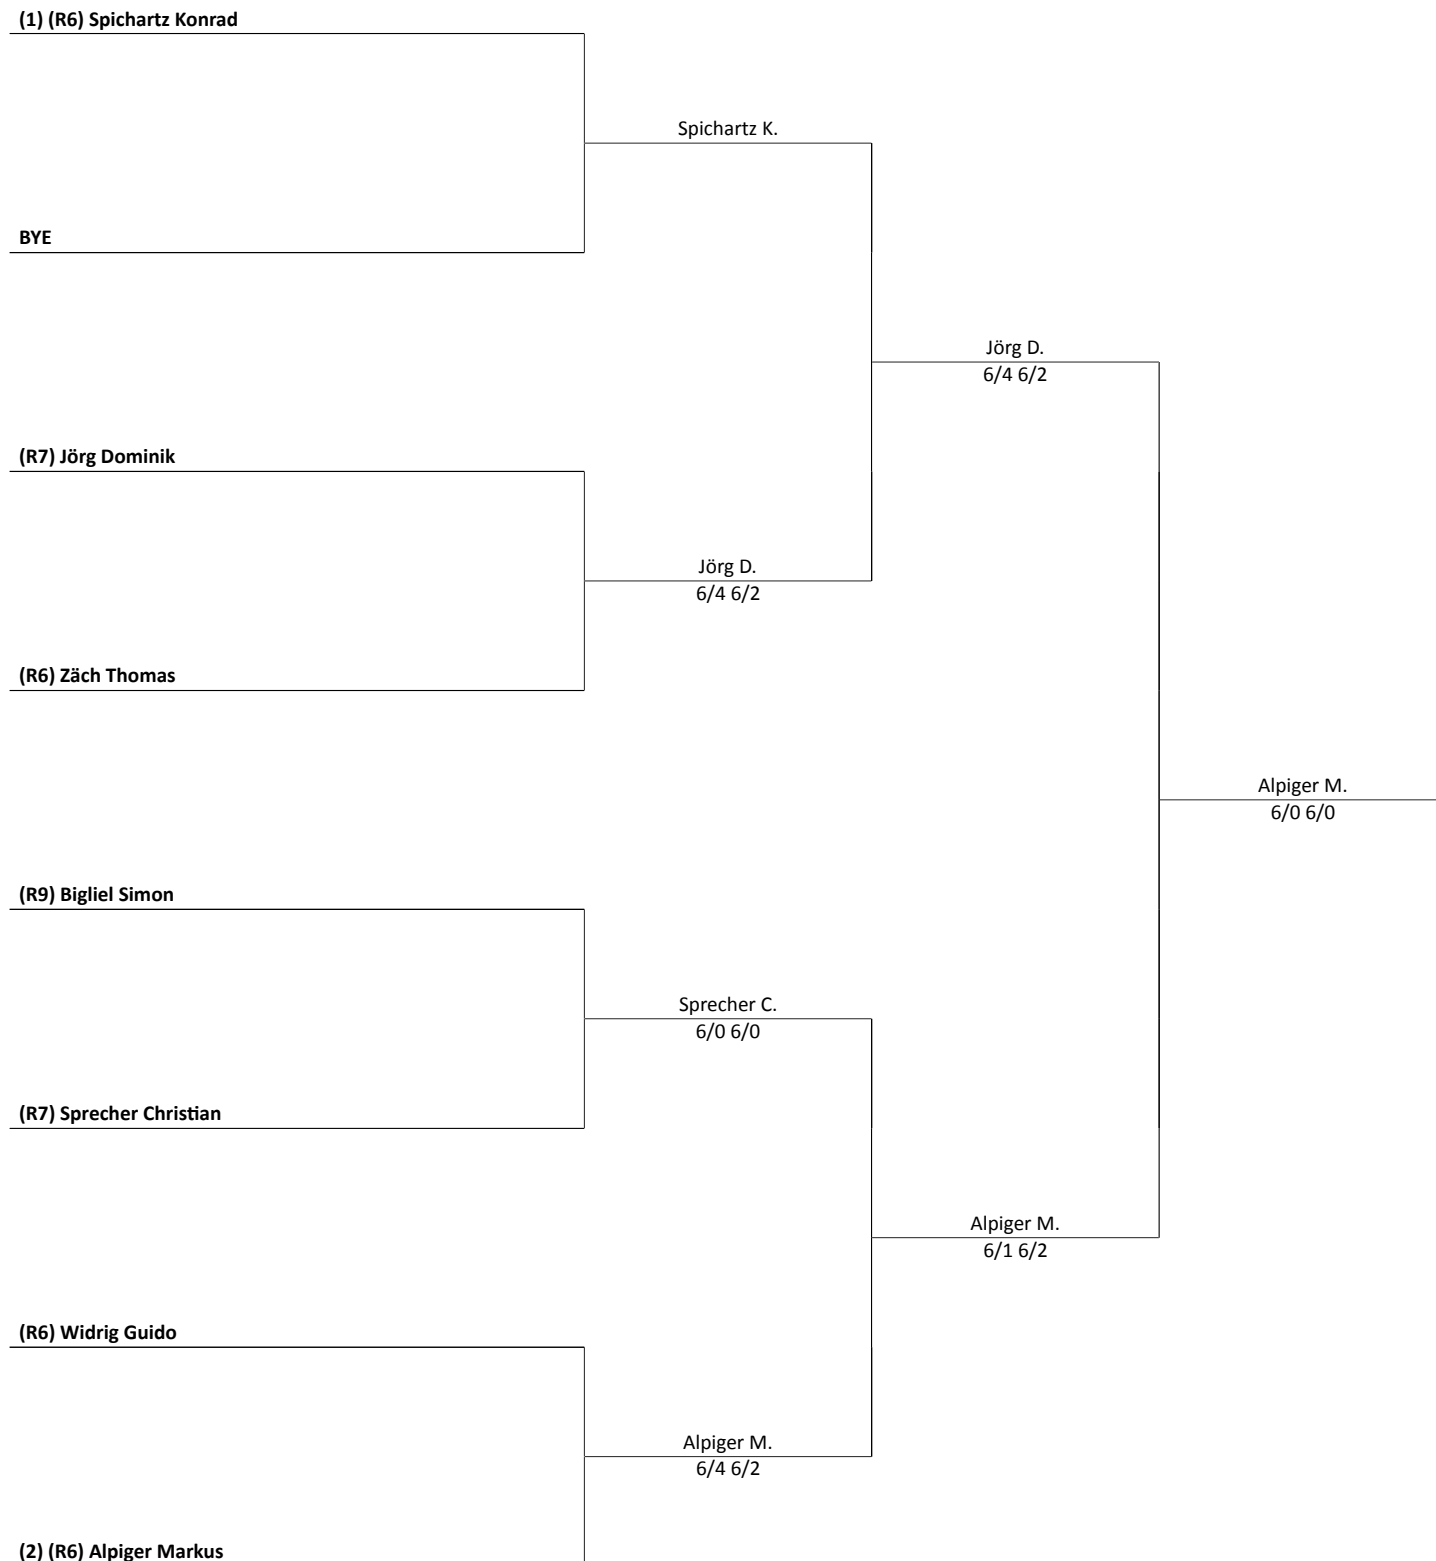 (1) (R6) Spichartz Konrad
Spichartz K.
BYE
Jörg D.
6/4 6/2
(R7) Jörg Dominik
Jörg D.
6/4 6/2
(R6) Zäch Thomas
Alpiger M.
6/0 6/0
(R9) Bigliel Simon
Sprecher C.
6/0 6/0
(R7) Sprecher Christian
Alpiger M.
6/1 6/2
(R6) Widrig Guido
Alpiger M.
6/4 6/2
(2) (R6) Alpiger Markus